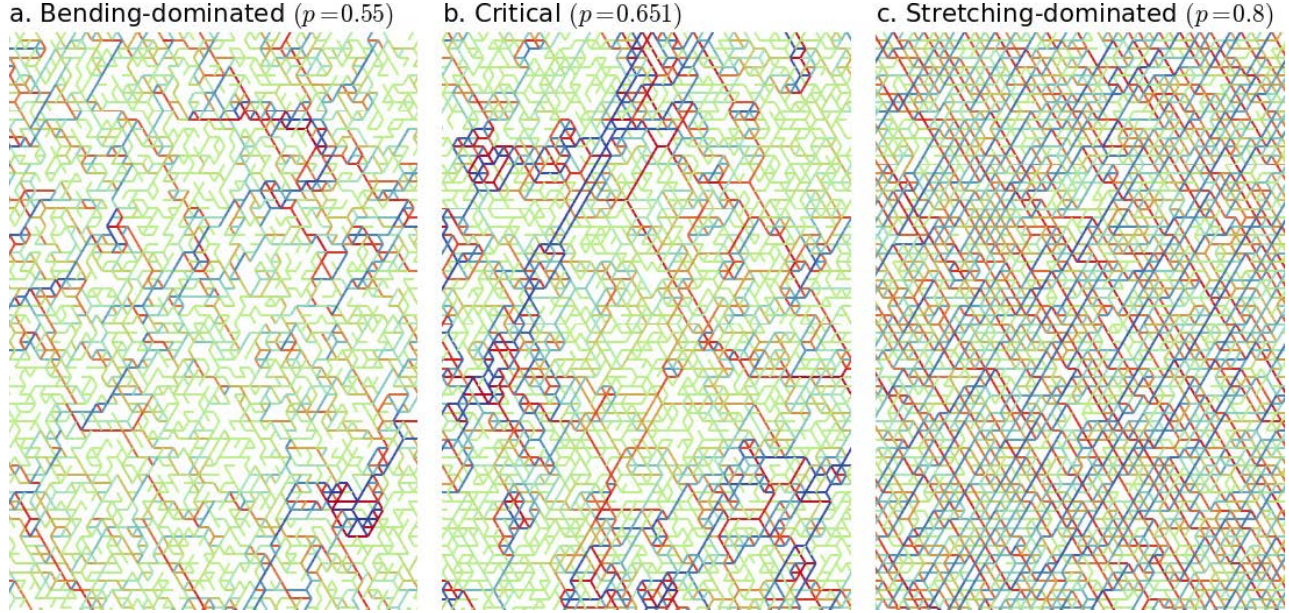 a. Bending-dominated (p=0.55)
b. Critical (p=0.651)
c. Stretching-dominated (p=0.8)